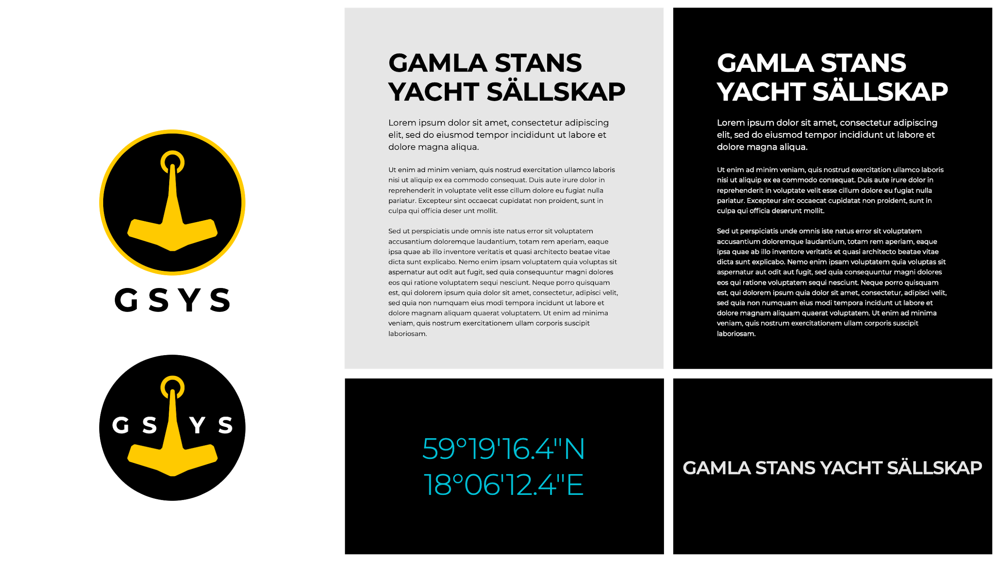 GSYS
G S Y S
GAMLA STANS
YACHT SÄLLSKAP
Lorem ipsum dolor sit amet, consectetur adipiscing
elit, sed do eiusmod tempor incididunt ut labore et
dolore magna aliqua.
Ut enim ad minim veniam, quis nostrud exercitation ullamco laboris
nisi ut aliquip ex ea commodo consequat. Duis aute irure dolor in
reprehenderit in voluptate velit esse cillum dolore eu fugiat nulla
pariatur. Excepteur sint occaecat cupidatat non proident, sunt in
culpa qui officia deser unt mollit.
Sed ut perspiciatis unde omnis iste natus error sit voluptatem
accusantium doloremque laudantium, totam rem aperiam, eaque
ipsa quae ab illo inventore veritatis et quasi architecto beatae vitae
dicta sunt explicabo. Nemo enim ipsam voluptatem quia voluptas sit
aspernatur aut odit aut fugit, sed quia consequuntur magni dolores
eos qui ratione voluptatem sequi nesciunt. Neque porro quisquam
est, qui dolorem ipsum quia dolor sit amet, consectetur, adipisci velit,
sed quia non numquam eius modi tempora incidunt ut labore et
dolore magnam aliquam quaerat voluptatem. Ut enim ad minima
veniam, quis nostrum exercitationem ullam corporis suscipit
laboriosam.
GAMLA STANS
YACHT SÄLLSKAP
Lorem ipsum dolor sit amet, consectetur adipiscing
elit, sed do eiusmod tempor incididunt ut labore et
dolore magna aliqua.
Ut enim ad minim veniam, quis nostrud exercitation ullamco laboris
nisi ut aliquip ex ea commodo consequat. Duis aute irure dolor in
reprehenderit in voluptate velit esse cillum dolore eu fugiat nulla
pariatur. Excepteur sint occaecat cupidatat non proident, sunt in
culpa qui officia deserunt mollit.
Sed ut perspiciatis unde omnis iste natus error sit voluptatem
accusantium doloremque laudantium, totam rem aperiam, eaque
ipsa quae ab illo inventore veritatis et quasi architecto beatae vitae
dicta sunt explicabo. Nemo enim ipsam voluptatem quia voluptas sit
aspernatur aut odit aut fugit, sed quia consequuntur magni dolores
eos qui ratione voluptatem sequi nesciunt. Neque porro quisquam
est, qui dolorem ipsum quia dolor sit amet, consectetur, adipisci velit,
sed quia non numquam eius modi tempora incidunt ut labore et
dolore magnam aliquam quaerat voluptatem. Ut enim ad minima
veniam, quis nostrum exercitationem ullam corporis suscipit
laboriosam.
59°19'16.4"N
18°06'12.4"E
GAMLA STANS YACHT SÄLLSKAP